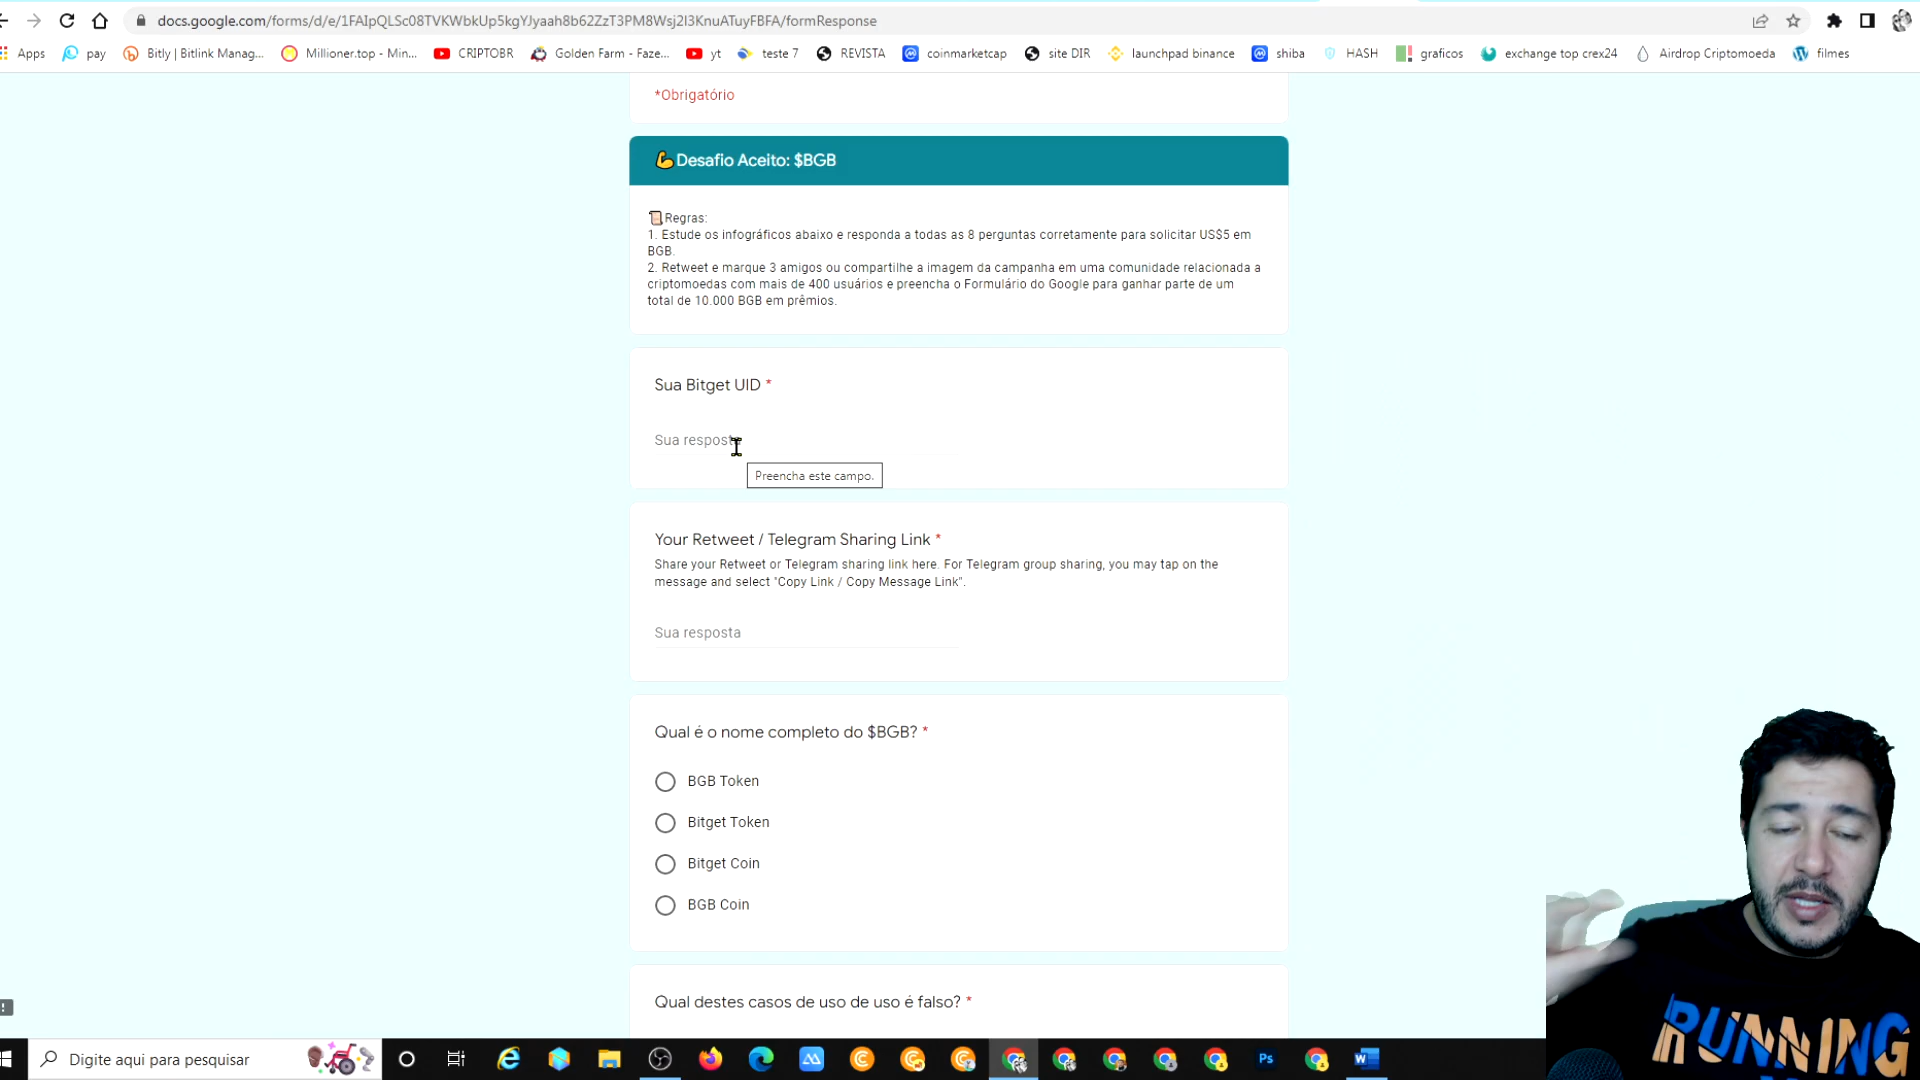 docs.google.com/forms/d/e/1FAIpQLSc08TVKWbkUp5kgYJyaah8b62ZzT3PM8Wsj2I3KnuATuyFBFA/formResponse
Apps pay Bitly | Bitlink Manag... Millioner.top - Min... CRIPTOBR Golden Farm - Faze... yt teste 7 REVISTA coinmarketcap site DIR launchpad binance shiba HASH graficos exchange top crex24 Airdrop Criptomoeda filmes
*Obrigatório
💪Desafio Aceito: $BGB
📜Regras:
1. Estude os infográficos abaixo e responda a todas as 8 perguntas corretamente para solicitar US$5 em
BGB.
2. Retweet e marque 3 amigos ou compartilhe a imagem da campanha em uma comunidade relacionada a
criptomoedas com mais de 400 usuários e preencha o Formulário do Google para ganhar parte de um
total de 10.000 BGB em prêmios.
Sua Bitget UID *
Sua resposta
Preencha este campo.
Your Retweet / Telegram Sharing Link *
Share your Retweet or Telegram sharing link here. For Telegram group sharing, you may tap on the
message and select "Copy Link / Copy Message Link".
Sua resposta
Qual é o nome completo do $BGB? *
BGB Token
Bitget Token
Bitget Coin
BGB Coin
Qual destes casos de uso de uso é falso? *
RUNNING
Digite aqui para pesquisar
Ps
W